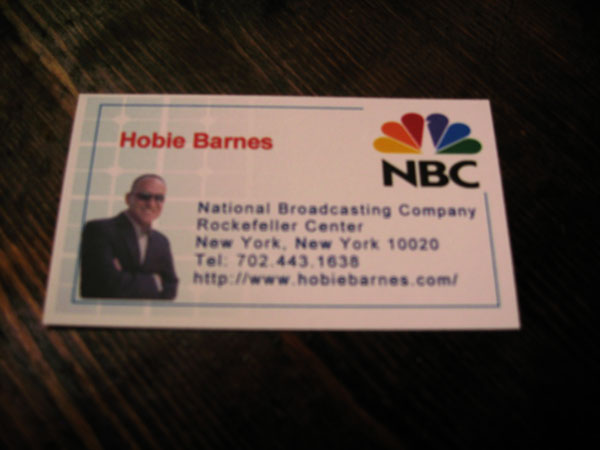 Hobie Barnes
NBC
National Broadcasting Company
Rockefeller Center
New York, New York 10020
Tel: 702.443.1638
http://www.hobiebarnes.com/